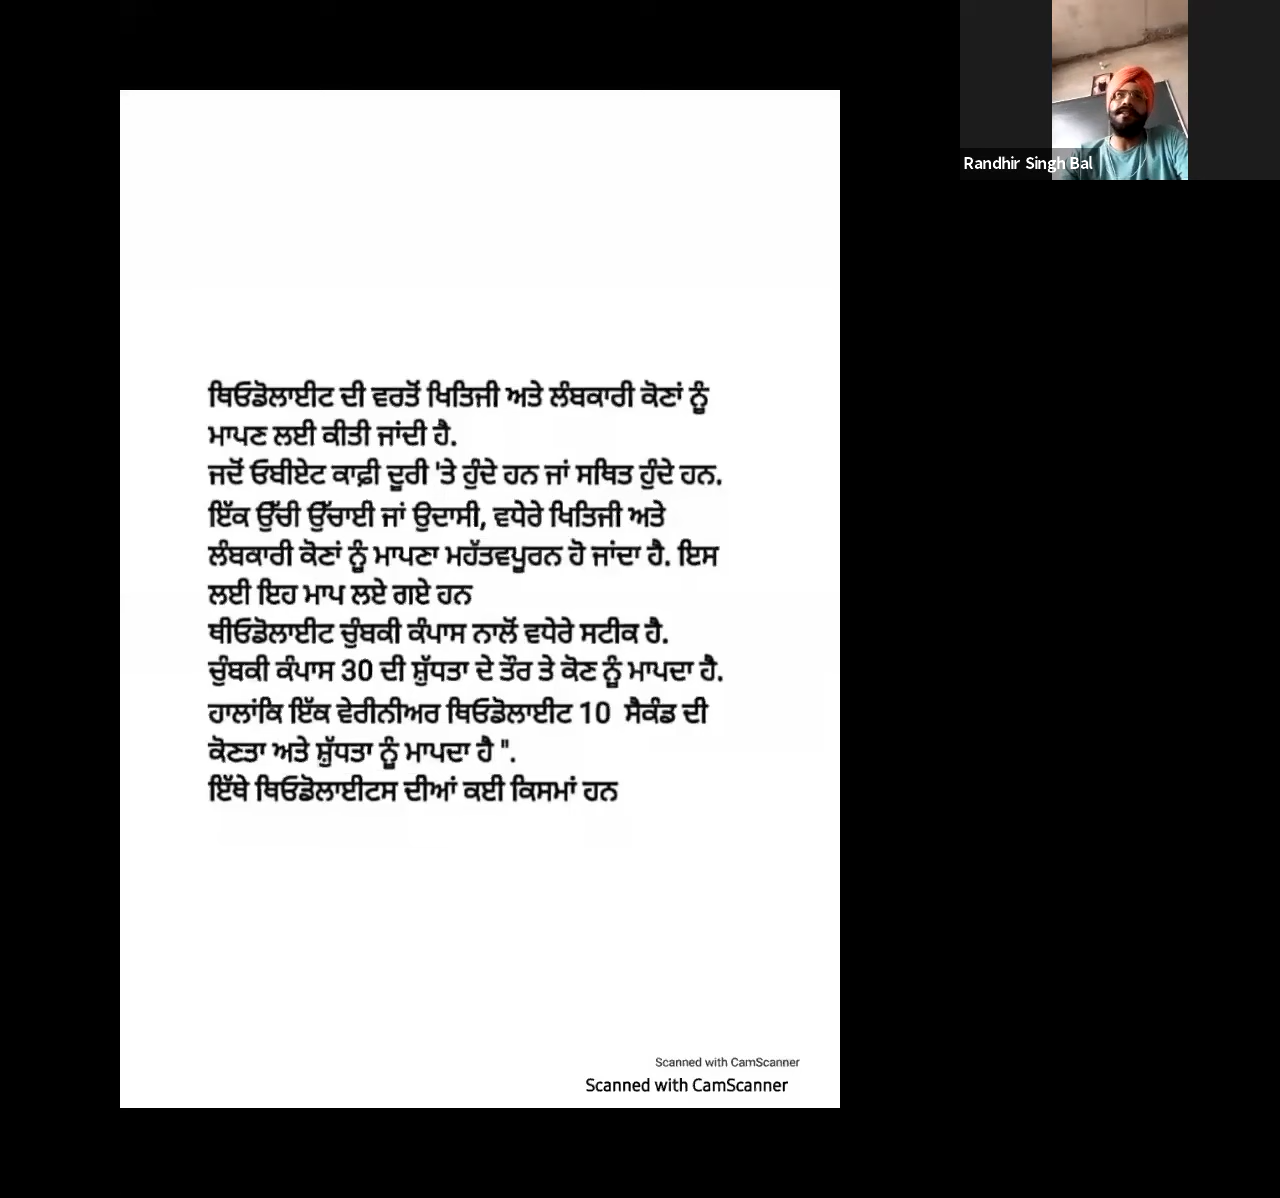 ਥਿਓਡੋਲਾਈਟ ਦੀ ਵਰਤੋਂ ਖਿਤਿਜੀ ਅਤੇ ਲੰਬਕਾਰੀ ਕੋਣਾਂ ਨੂੰ
ਮਾਪਣ ਲਈ ਕੀਤੀ ਜਾਂਦੀ ਹੈ.
ਜਦੋਂ ਓਬੀਏਟ ਕਾਫ਼ੀ ਦੂਰੀ 'ਤੇ ਹੁੰਦੇ ਹਨ ਜਾਂ ਸਥਿਤ ਹੁੰਦੇ ਹਨ.
ਇੱਕ ਉੱਚੀ ਉੱਚਾਈ ਜਾਂ ਉਦਾਸੀ, ਵਧੇਰੇ ਖਿਤਿਜੀ ਅਤੇ
ਲੰਬਕਾਰੀ ਕੋਣਾਂ ਨੂੰ ਮਾਪਣਾ ਮਹੱਤਵਪੂਰਨ ਹੋ ਜਾਂਦਾ ਹੈ. ਇਸ
ਲਈ ਇਹ ਮਾਪ ਲਏ ਗਏ ਹਨ
ਥੀਓਡੋਲਾਈਟ ਚੁੰਬਕੀ ਕੰਪਾਸ ਨਾਲੋਂ ਵਧੇਰੇ ਸਟੀਕ ਹੈ.
ਚੁੰਬਕੀ ਕੰਪਾਸ 30 ਦੀ ਸ਼ੁੱਧਤਾ ਦੇ ਤੌਰ ਤੇ ਕੋਣ ਨੂੰ ਮਾਪਦਾ ਹੈ.
ਹਾਲਾਂਕਿ ਇੱਕ ਵੇਰੀਨੀਅਰ ਥਿਓਡੋਲਾਈਟ 10 ਸੈਕੰਡ ਦੀ
ਕੋਣਤਾ ਅਤੇ ਸ਼ੁੱਧਤਾ ਨੂੰ ਮਾਪਦਾ ਹੈ ".
ਇੱਥੇ ਥਿਓਡੋਲਾਈਟਸ ਦੀਆਂ ਕਈ ਕਿਸਮਾਂ ਹਨ
Scanned with CamScanner
Scanned with CamScanner
Randhir Singh Bal